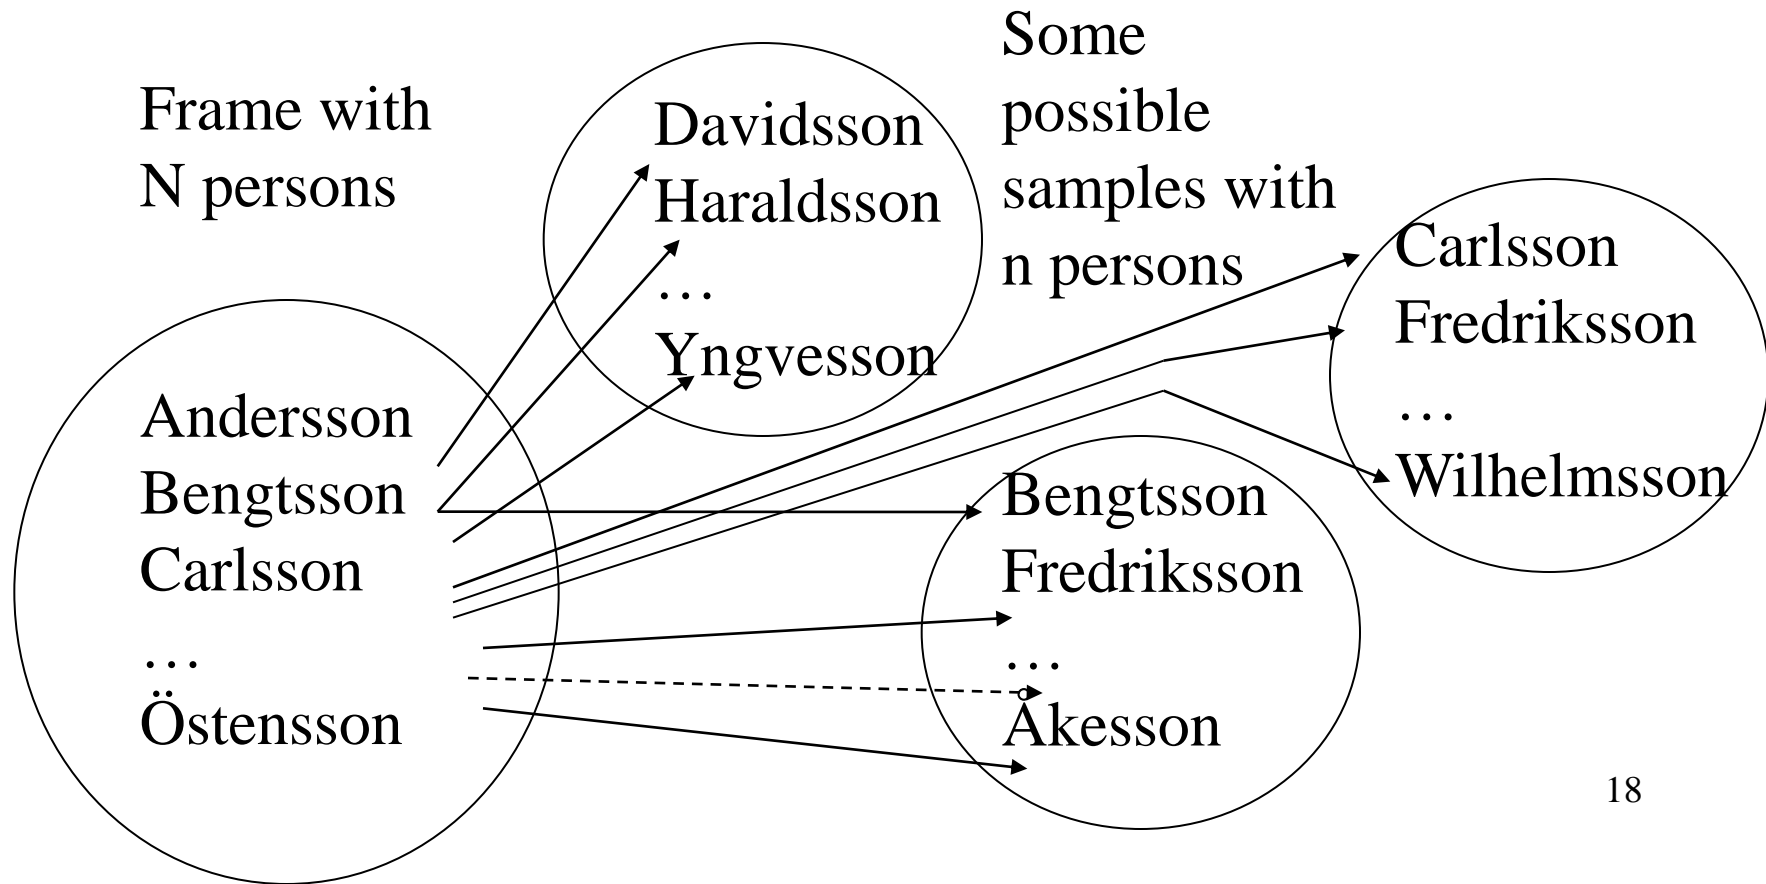 Frame with
N persons
Andersson
Bengtsson
Carlsson
…
Östensson
Davidsson
Haraldsson
…
Yngvesson
Some
possible
samples with
n persons
Bengtsson
Fredriksson
…
Åkesson
Carlsson
Fredriksson
…
Wilhelmsson
18